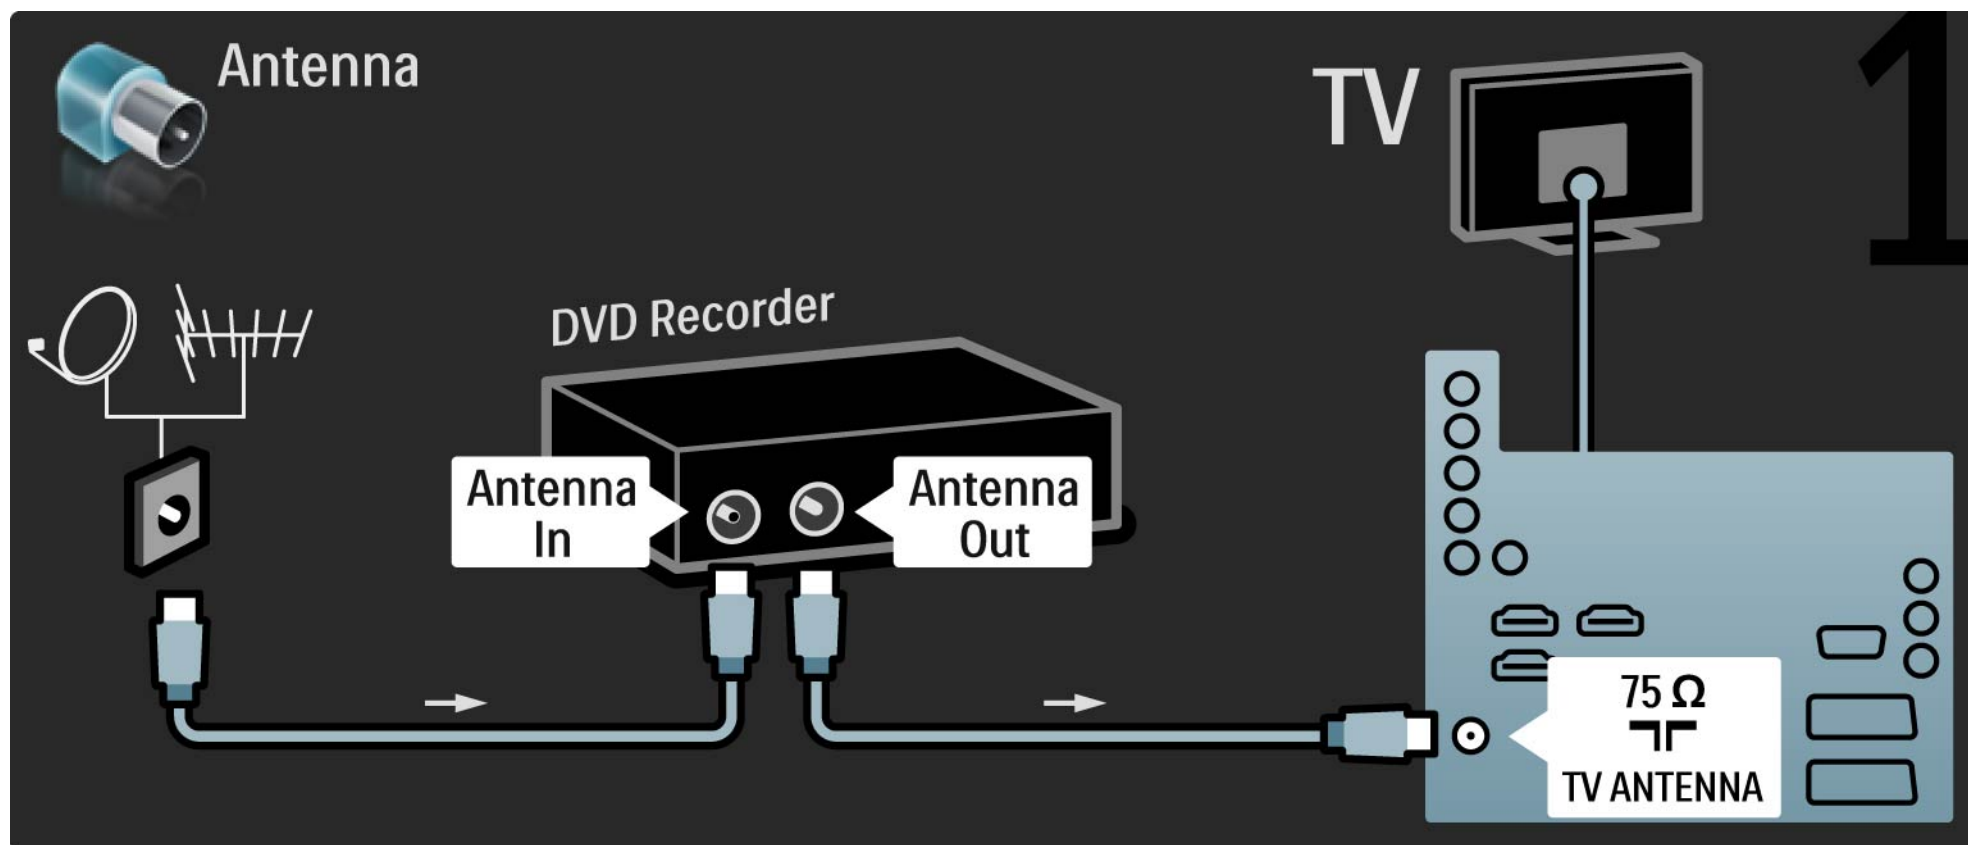 Antenna
TV
1
DVD Recorder
Antenna
In
Antenna
Out
75 Ω
TV ANTENNA